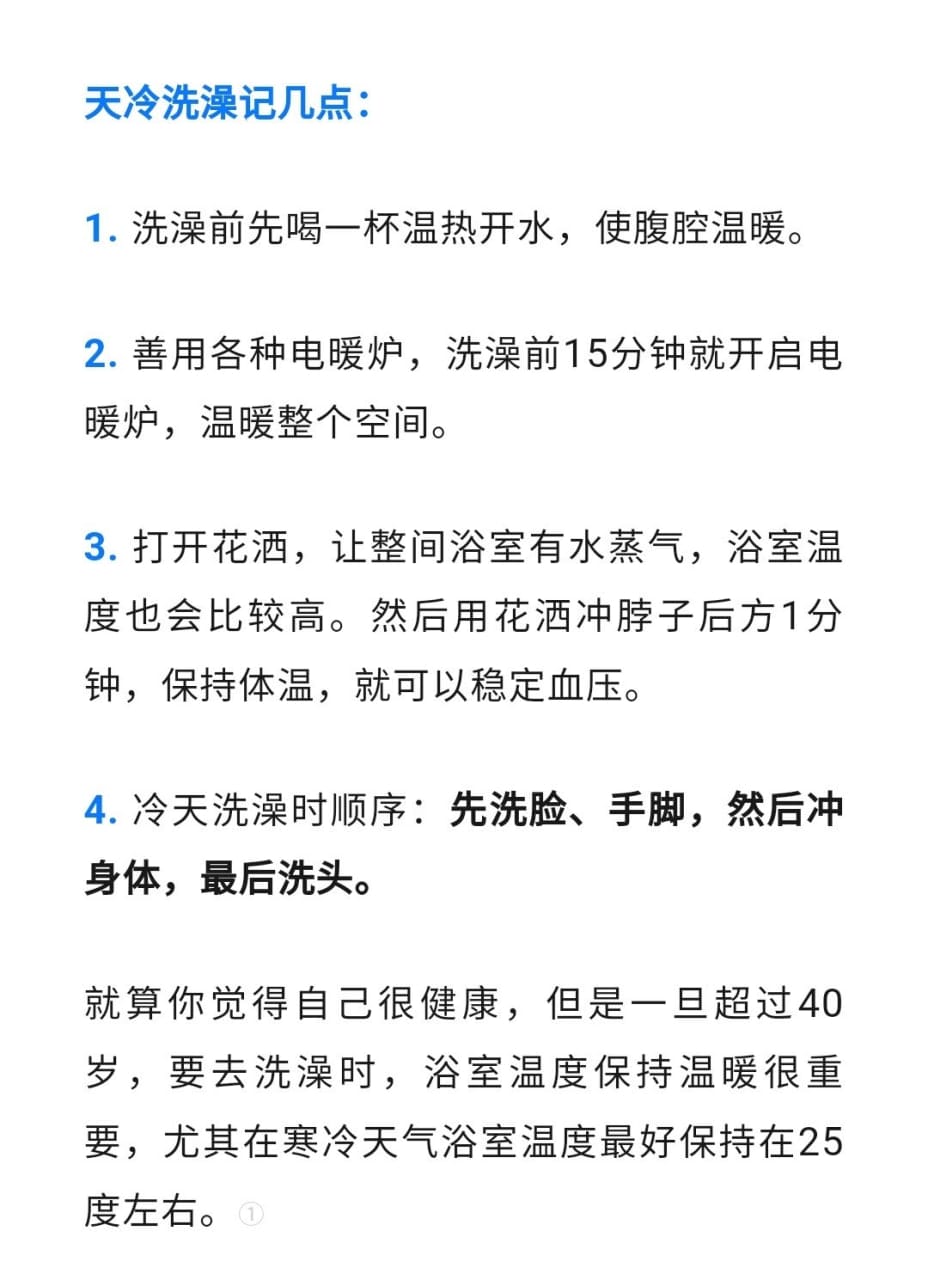 天冷洗澡记几点：
1. 洗澡前先喝一杯温热开水，使腹腔温暖。
2. 善用各种电暖炉，洗澡前15分钟就开启电
暖炉，温暖整个空间。
3. 打开花洒，让整间浴室有水蒸气，浴室温
度也会比较高。然后用花洒冲脖子后方1分
钟，保持体温，就可以稳定血压。
4. 冷天洗澡时顺序：先洗脸、手脚，然后冲
身体，最后洗头。
就算你觉得自己很健康，但是一旦超过40
岁，要去洗澡时，浴室温度保持温暖很重
要，尤其在寒冷天气浴室温度最好保持在25
度左右。①